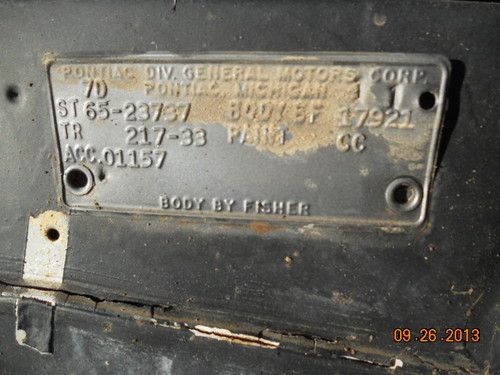 PONTIAC DIV. GENERAL MOTORS CORP.
7D PONTIAC, MICHIGAN
ST 65-23737 BODY SF 17921
TR 217-33 PAINT CC
ACC.01157
BODY BY FISHER
09.26.2013